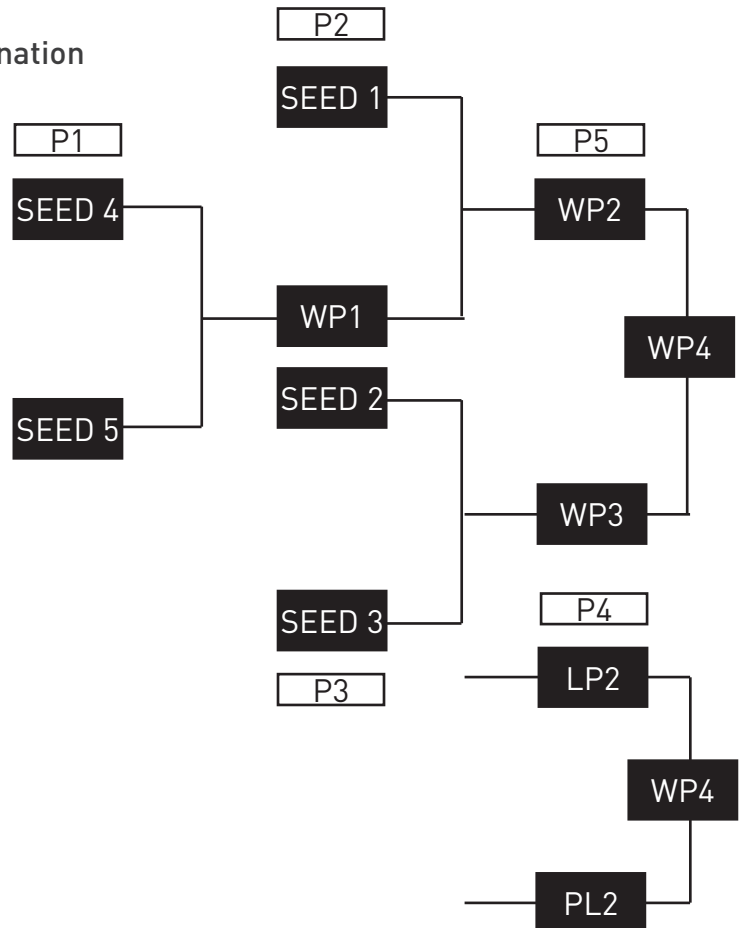 P2
nation
SEED 1
P1
P5
SEED 4
WP2
WP1
WP4
SEED 2
SEED 5
WP3
P4
SEED 3
LP2
P3
WP4
PL2